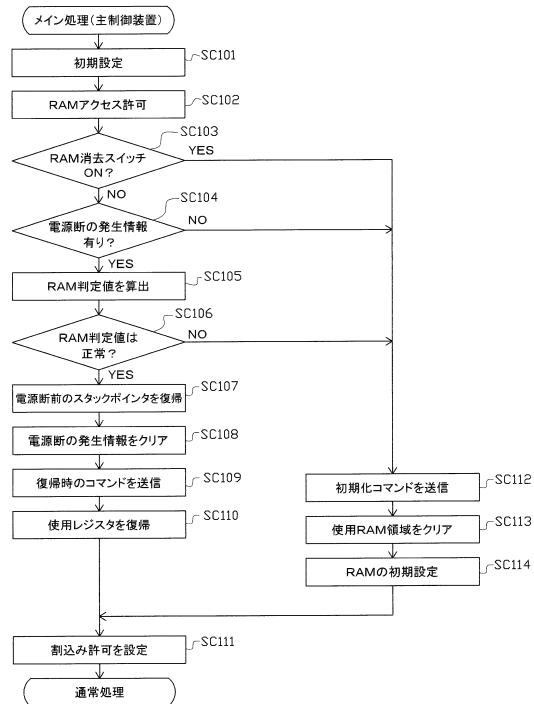 メイン処理(主制御装置)
初期設定
SC101
RAMアクセス許可
SC102
SC103
RAM消去スイッチ
ON?
YES
NO
SC104
電源断の発生情報
有り?
NO
YES
RAM判定値を算出
SC105
SC106
RAM判定値は
正常?
NO
YES
電源断前のスタックポインタを復帰
SC107
電源断の発生情報をクリア
SC108
復帰時のコマンドを送信
SC109
使用レジスタを復帰
SC110
初期化コマンドを送信
SC112
使用RAM領域をクリア
SC113
RAMの初期設定
SC114
割込み許可を設定
SC111
通常処理